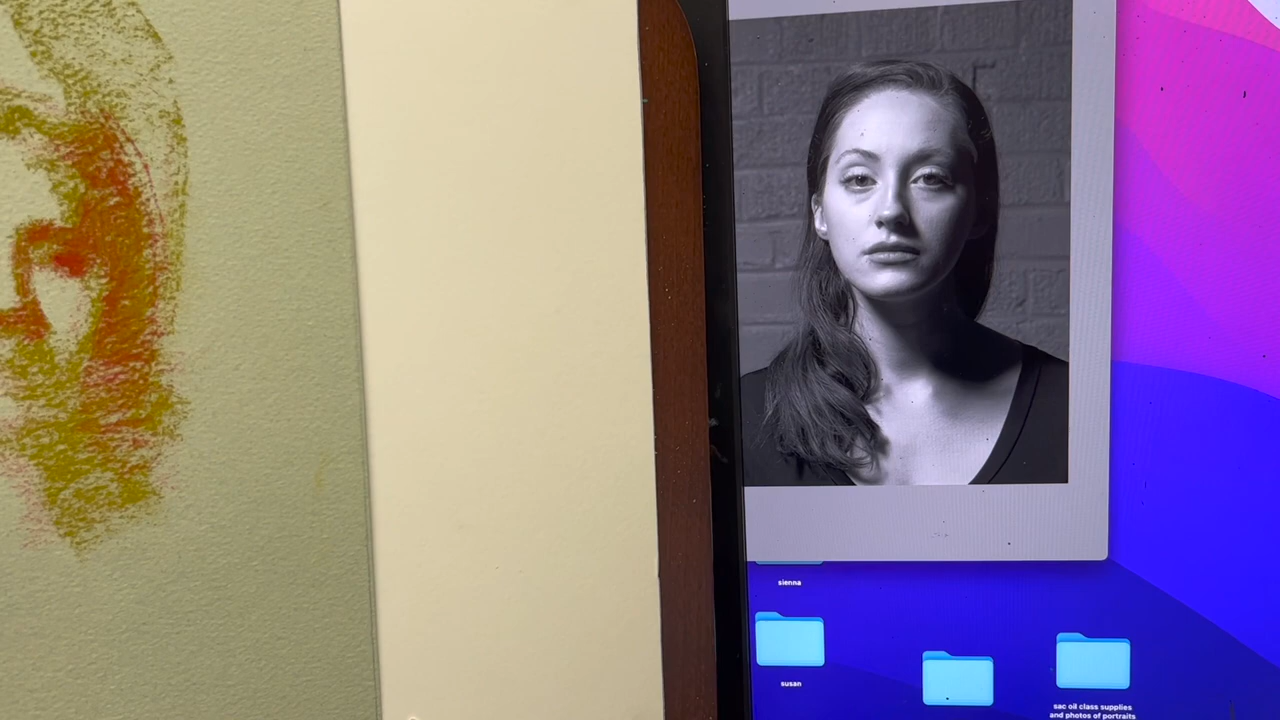 sienna
susan
sac oil class supplies
and photos of portraits